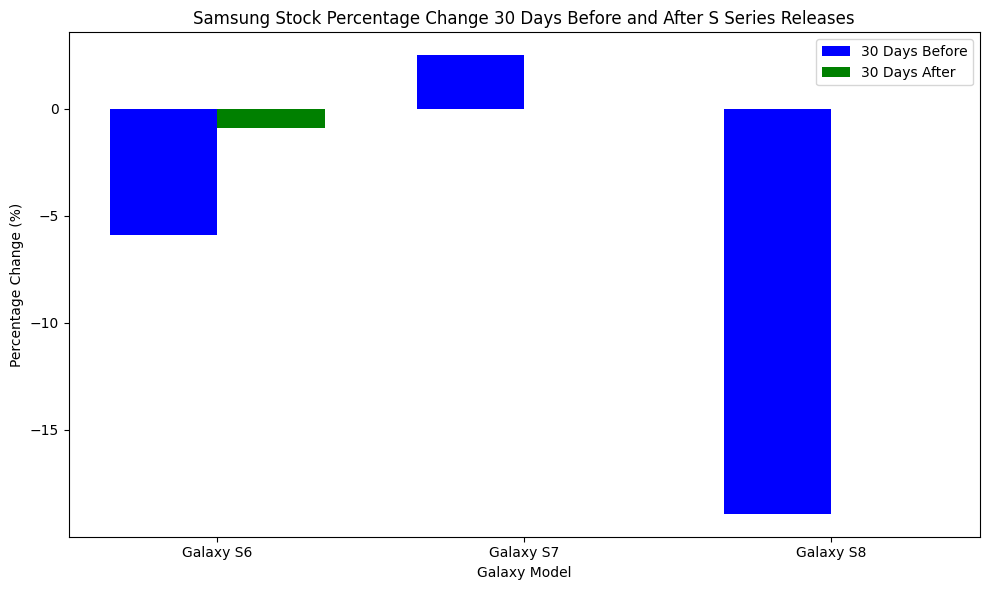 Samsung Stock Percentage Change 30 Days Before and After S Series Releases
30 Days Before
30 Days After
Percentage Change (%)
0
−5
−10
−15
Galaxy S6
Galaxy S7
Galaxy S8
Galaxy Model